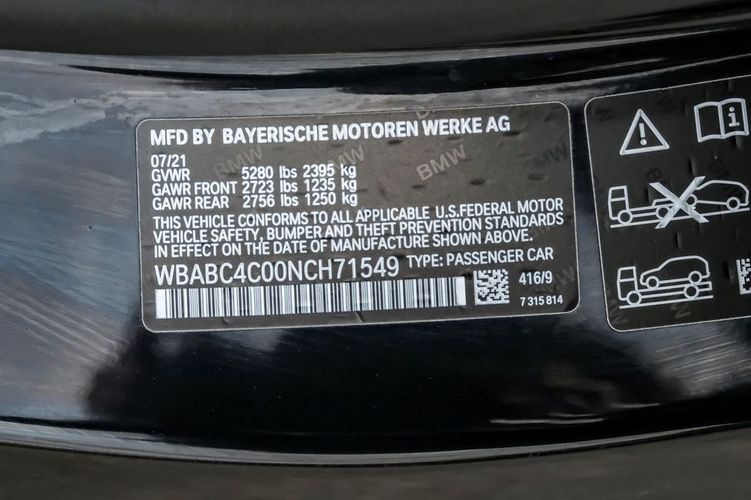 MFD BY BAYERISCHE MOTOREN WERKE AG
07/21
GVWR 5280 lbs 2395 kg
GAWR FRONT 2723 lbs 1235 kg
GAWR REAR 2756 lbs 1250 kg
THIS VEHICLE CONFORMS TO ALL APPLICABLE U.S.FEDERAL MOTOR
VEHICLE SAFETY, BUMPER AND THEFT PREVENTION STANDARDS
IN EFFECT ON THE DATE OF MANUFACTURE SHOWN ABOVE.
WBABC4C00NCH71549 TYPE: PASSENGER CAR
416/9
7 315 814
BMW